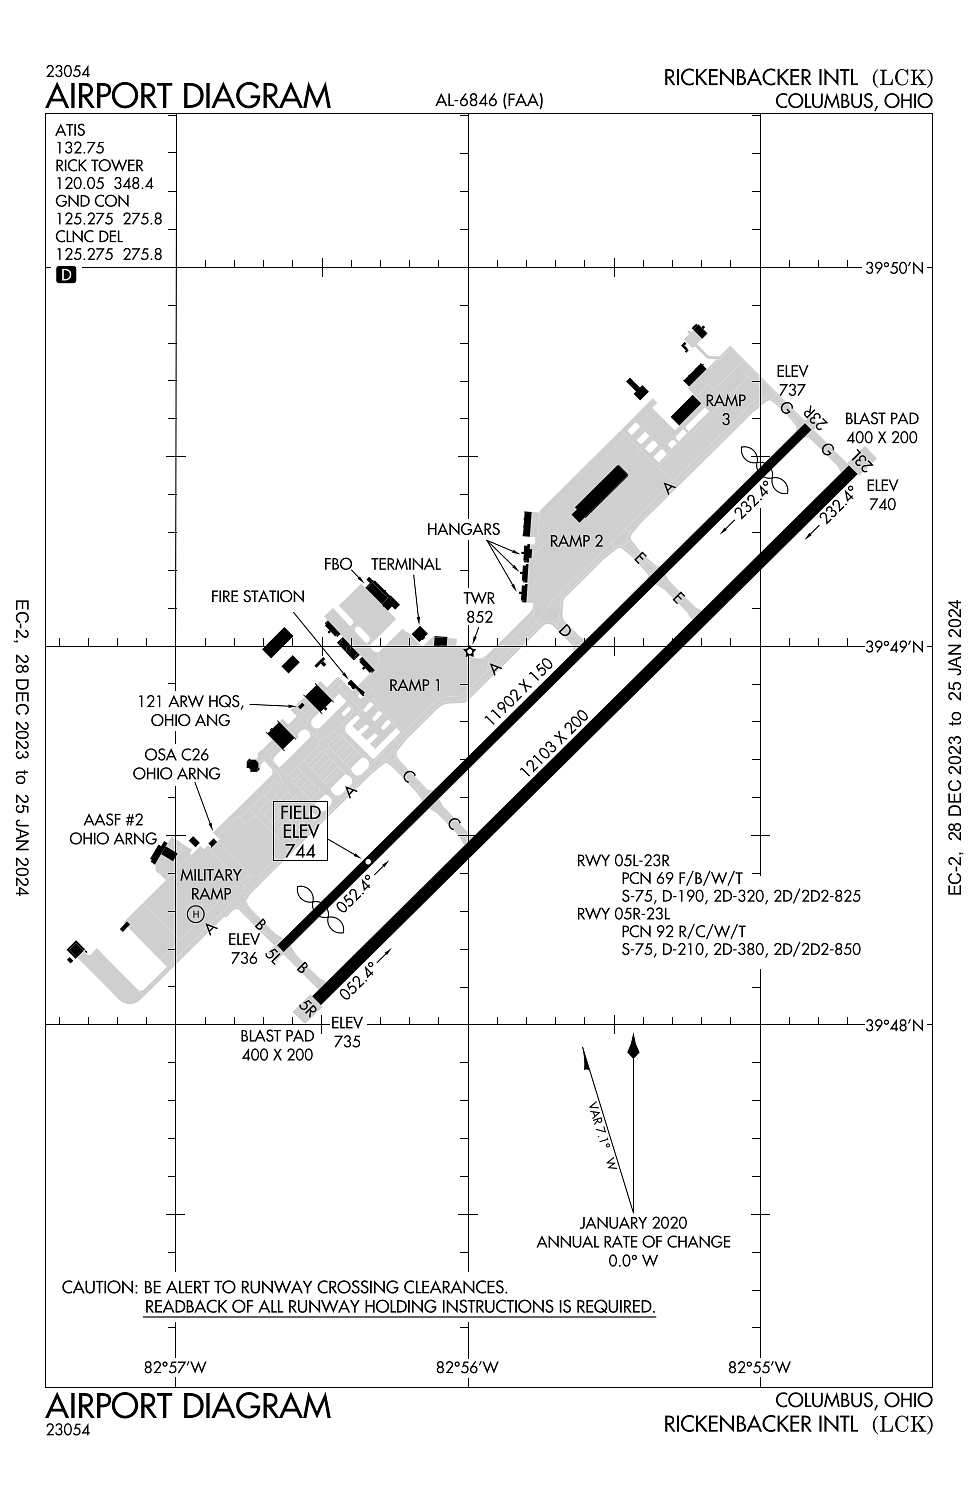 23054
AIRPORT DIAGRAM
AL-6846 (FAA)
RICKENBACKER INTL (LCK)
COLUMBUS, OHIO
ATIS
132.75
RICK TOWER
120.05 348.4
GND CON
125.275 275.8
CLNC DEL
125.275 275.8
D
39°50'N
ELEV
737
RAMP
3
G
23R
BLAST PAD
400 X 200
G
23L
ELEV
740
A
232.4°
232.4°
HANGARS
RAMP 2
E
E
FBO
TERMINAL
FIRE STATION
TWR
852
D
39°49'N
A
RAMP 1
11902 X 150
12103 X 200
121 ARW HQS,
OHIO ANG
OSA C26
OHIO ARNG
C
A
C
AASF #2
OHIO ARNG
FIELD
ELEV
744
MILITARY
RAMP
H
A
052.4°
RWY 05L-23R
PCN 69 F/B/W/T
S-75, D-190, 2D-320, 2D/2D2-825
RWY 05R-23L
PCN 92 R/C/W/T
S-75, D-210, 2D-380, 2D/2D2-850
B
ELEV
736
5L
B
052.4°
5R
BLAST PAD
400 X 200
ELEV
735
39°48'N
VAR 7.1° W
JANUARY 2020
ANNUAL RATE OF CHANGE
0.0° W
CAUTION: BE ALERT TO RUNWAY CROSSING CLEARANCES.
READBACK OF ALL RUNWAY HOLDING INSTRUCTIONS IS REQUIRED.
82°57'W
82°56'W
82°55'W
AIRPORT DIAGRAM
23054
COLUMBUS, OHIO
RICKENBACKER INTL (LCK)
EC-2, 28 DEC 2023 to 25 JAN 2024
EC-2, 28 DEC 2023 to 25 JAN 2024